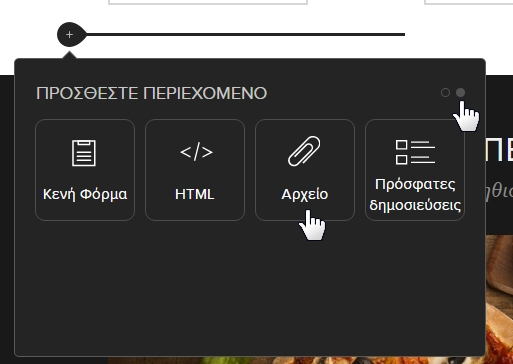 ΠΡΟΣΘΕΣΤΕ ΠΕΡΙΕΧΟΜΕΝΟ
Κενή Φόρμα
HTML
Αρχείο
Πρόσφατες
δημοσιεύσεις